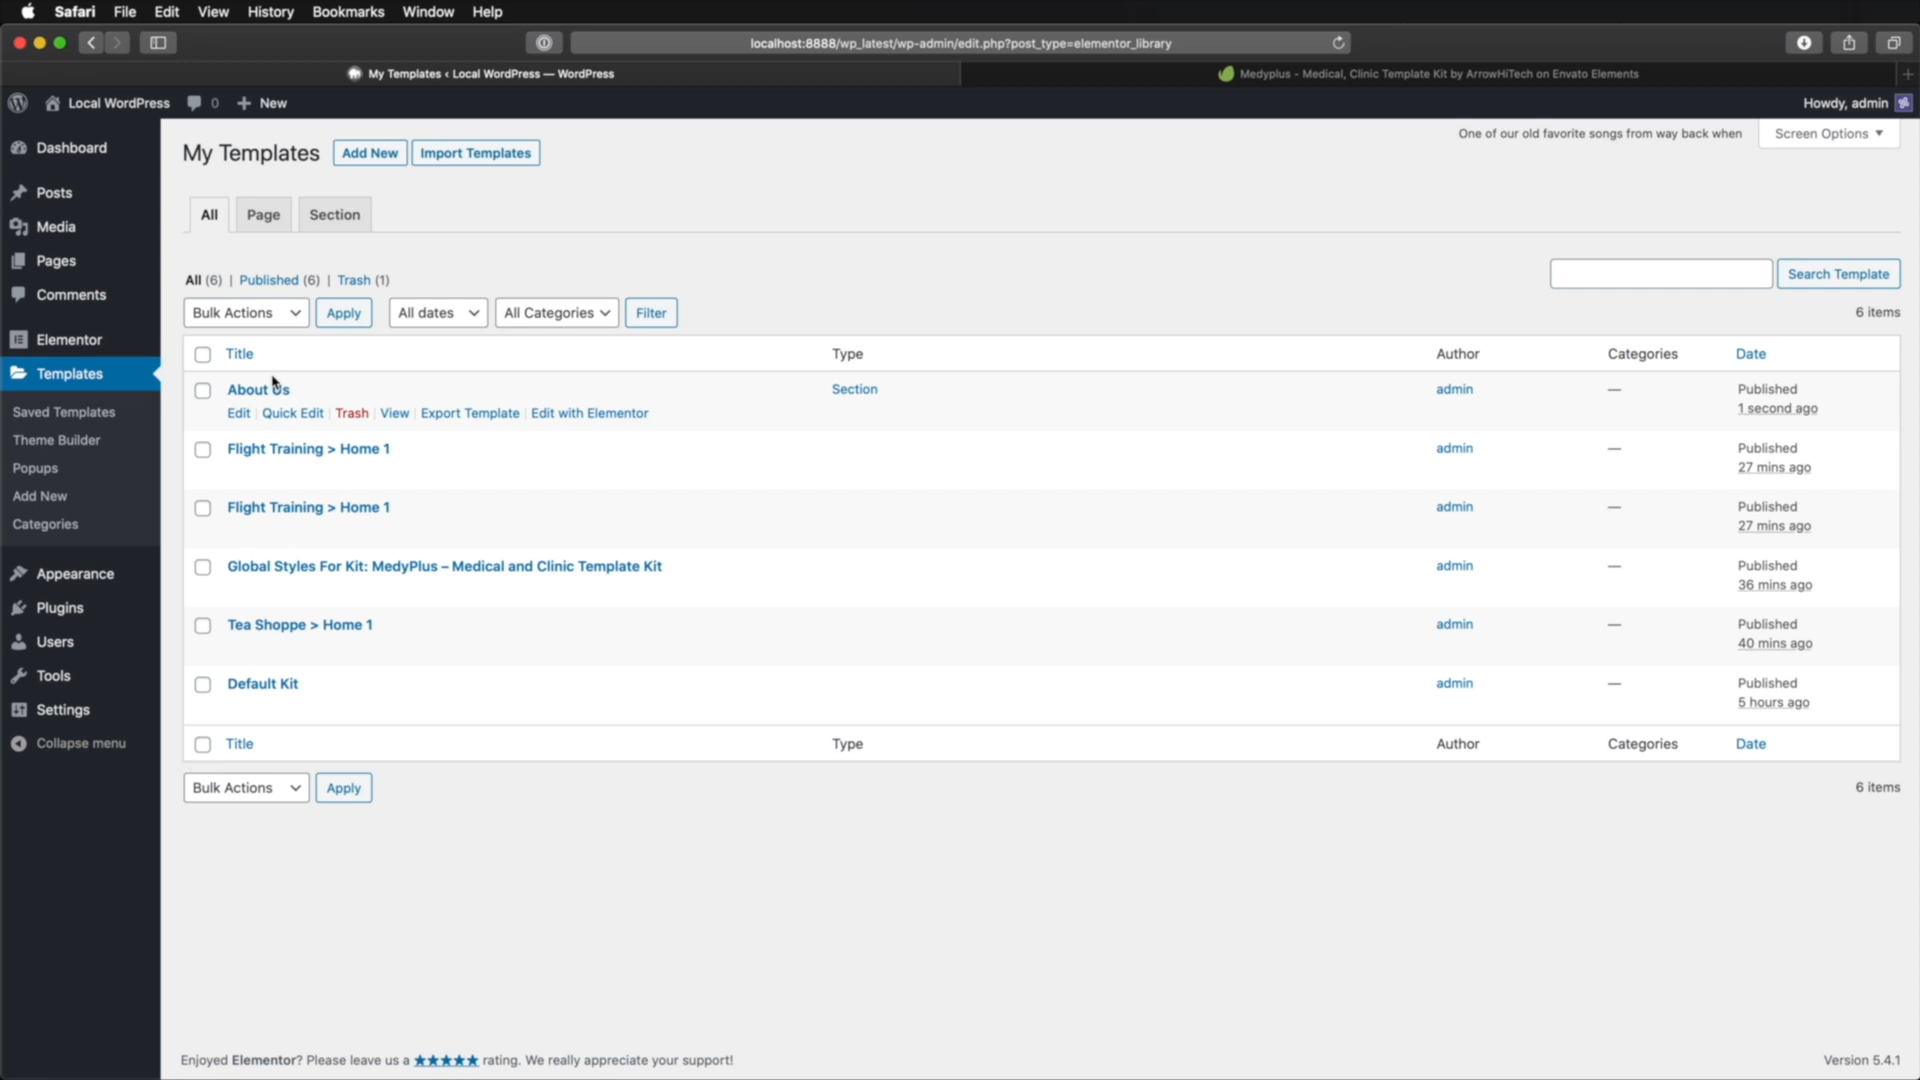 Safari File Edit View History Bookmarks Window Help
localhost:8888/wp_latest/wp-admin/edit.php?post_type=elementor_library
My Templates ‹ Local WordPress — WordPress
Medyplus - Medical, Clinic Template Kit by ArrowHiTech on Envato Elements
Local WordPress 0 + New Howdy, admin
Dashboard
Posts
Media
Pages
Comments
Elementor
Templates
Saved Templates
Theme Builder
Popups
Add New
Categories
Appearance
Plugins
Users
Tools
Settings
Collapse menu
One of our old favorite songs from way back when Screen Options
My Templates Add New Import Templates
All Page Section
All (6) | Published (6) | Trash (1)
Search Template
Bulk Actions Apply All dates All Categories Filter 6 items
Title Type Author Categories Date
About Us Section admin — Published
1 second ago
Edit | Quick Edit | Trash | View | Export Template | Edit with Elementor
Flight Training > Home 1 admin — Published
27 mins ago
Flight Training > Home 1 admin — Published
27 mins ago
Global Styles For Kit: MedyPlus – Medical and Clinic Template Kit admin — Published
36 mins ago
Tea Shoppe > Home 1 admin — Published
40 mins ago
Default Kit admin — Published
5 hours ago
Title Type Author Categories Date
Bulk Actions Apply 6 items
Enjoyed Elementor? Please leave us a ★★★★★ rating. We really appreciate your support! Version 5.4.1